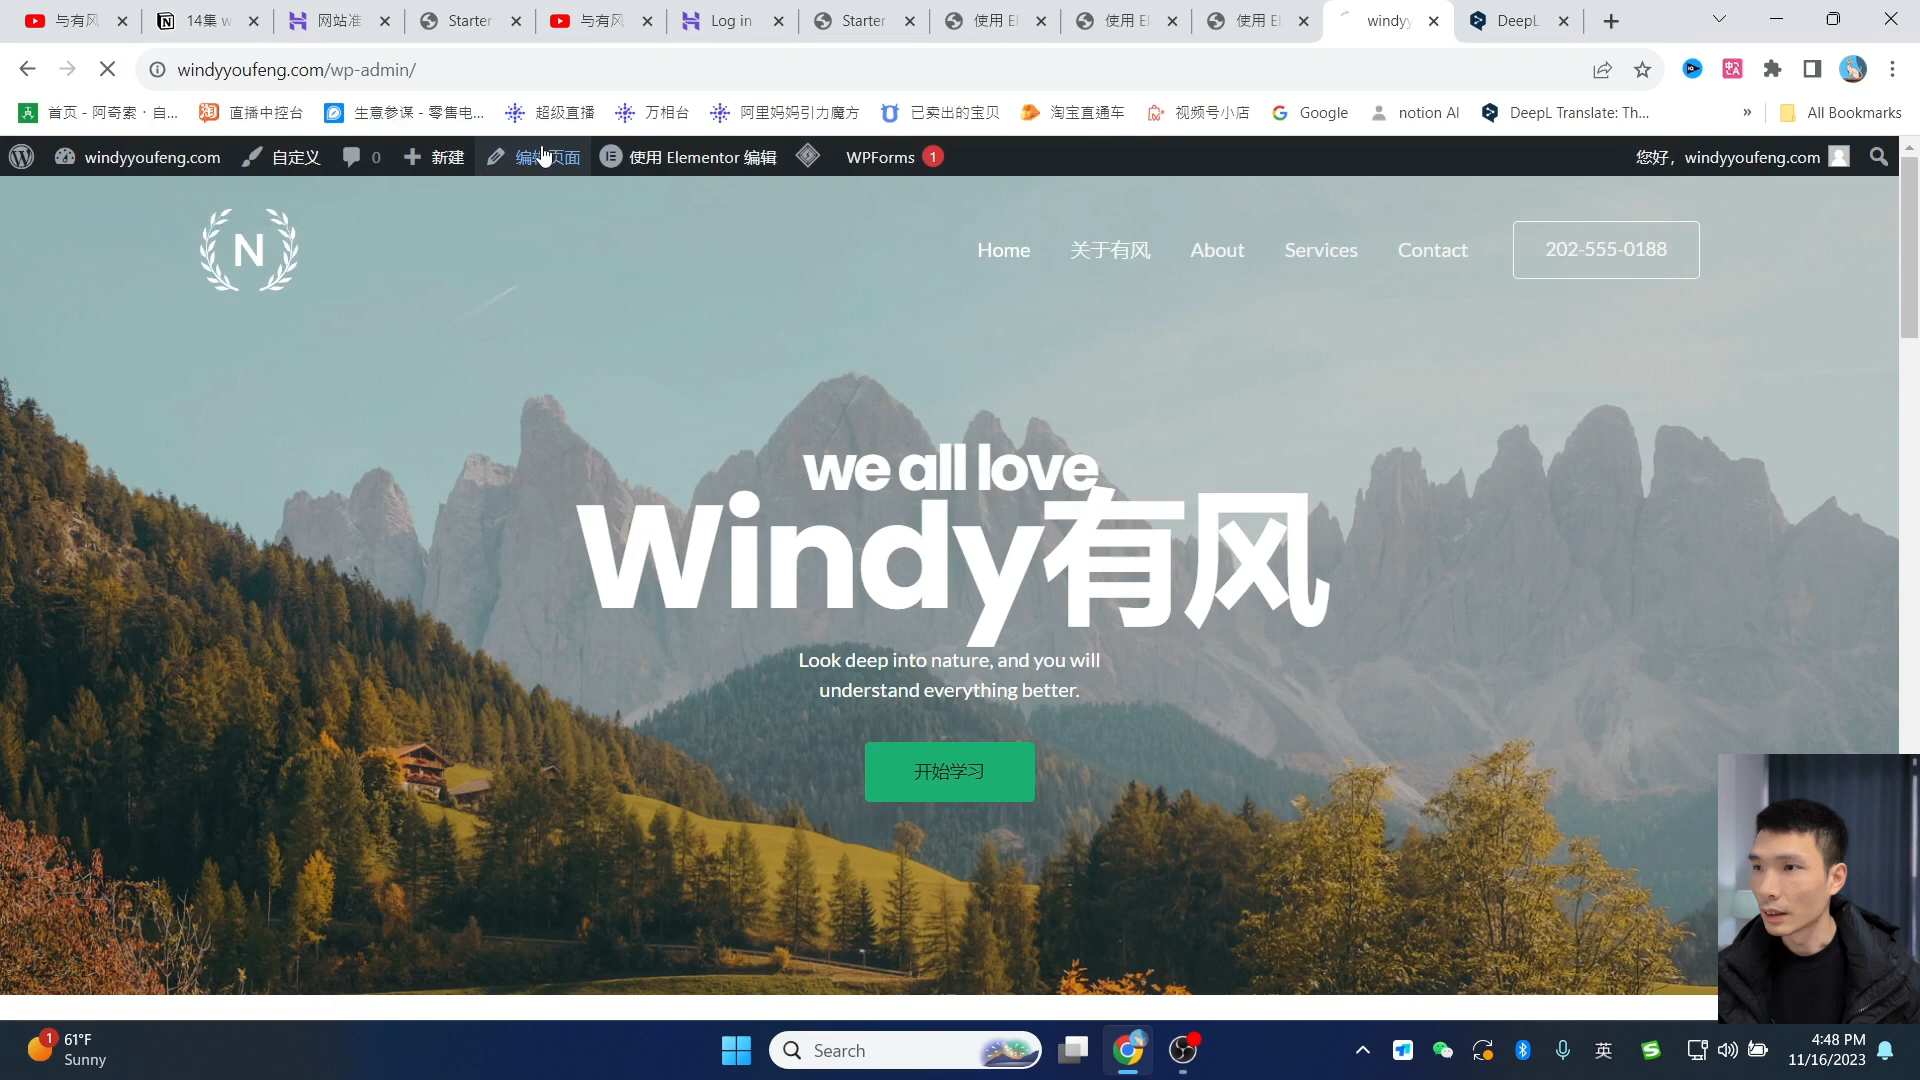 与有风
14集 w
网站准
Starter
与有风
Log in
Starter
使用 El
使用 El
使用 El
windyy
DeepL
windyyoufeng.com/wp-admin/
首页 - 阿奇索 · 自...
直播中控台
生意参谋 - 零售电...
超级直播
万相台
阿里妈妈引力魔方
已卖出的宝贝
淘宝直通车
视频号小店
Google
notion AI
DeepL Translate: Th...
»
All Bookmarks
windyyoufeng.com
自定义
0
新建
编辑页面
使用 Elementor 编辑
WPForms 1
您好，windyyoufeng.com
N
Home
关于有风
About
Services
Contact
202-555-0188
we all love
Windy有风
Look deep into nature, and you will
understand everything better.
开始学习
1
61°F
Sunny
Search
英
4:48 PM
11/16/2023